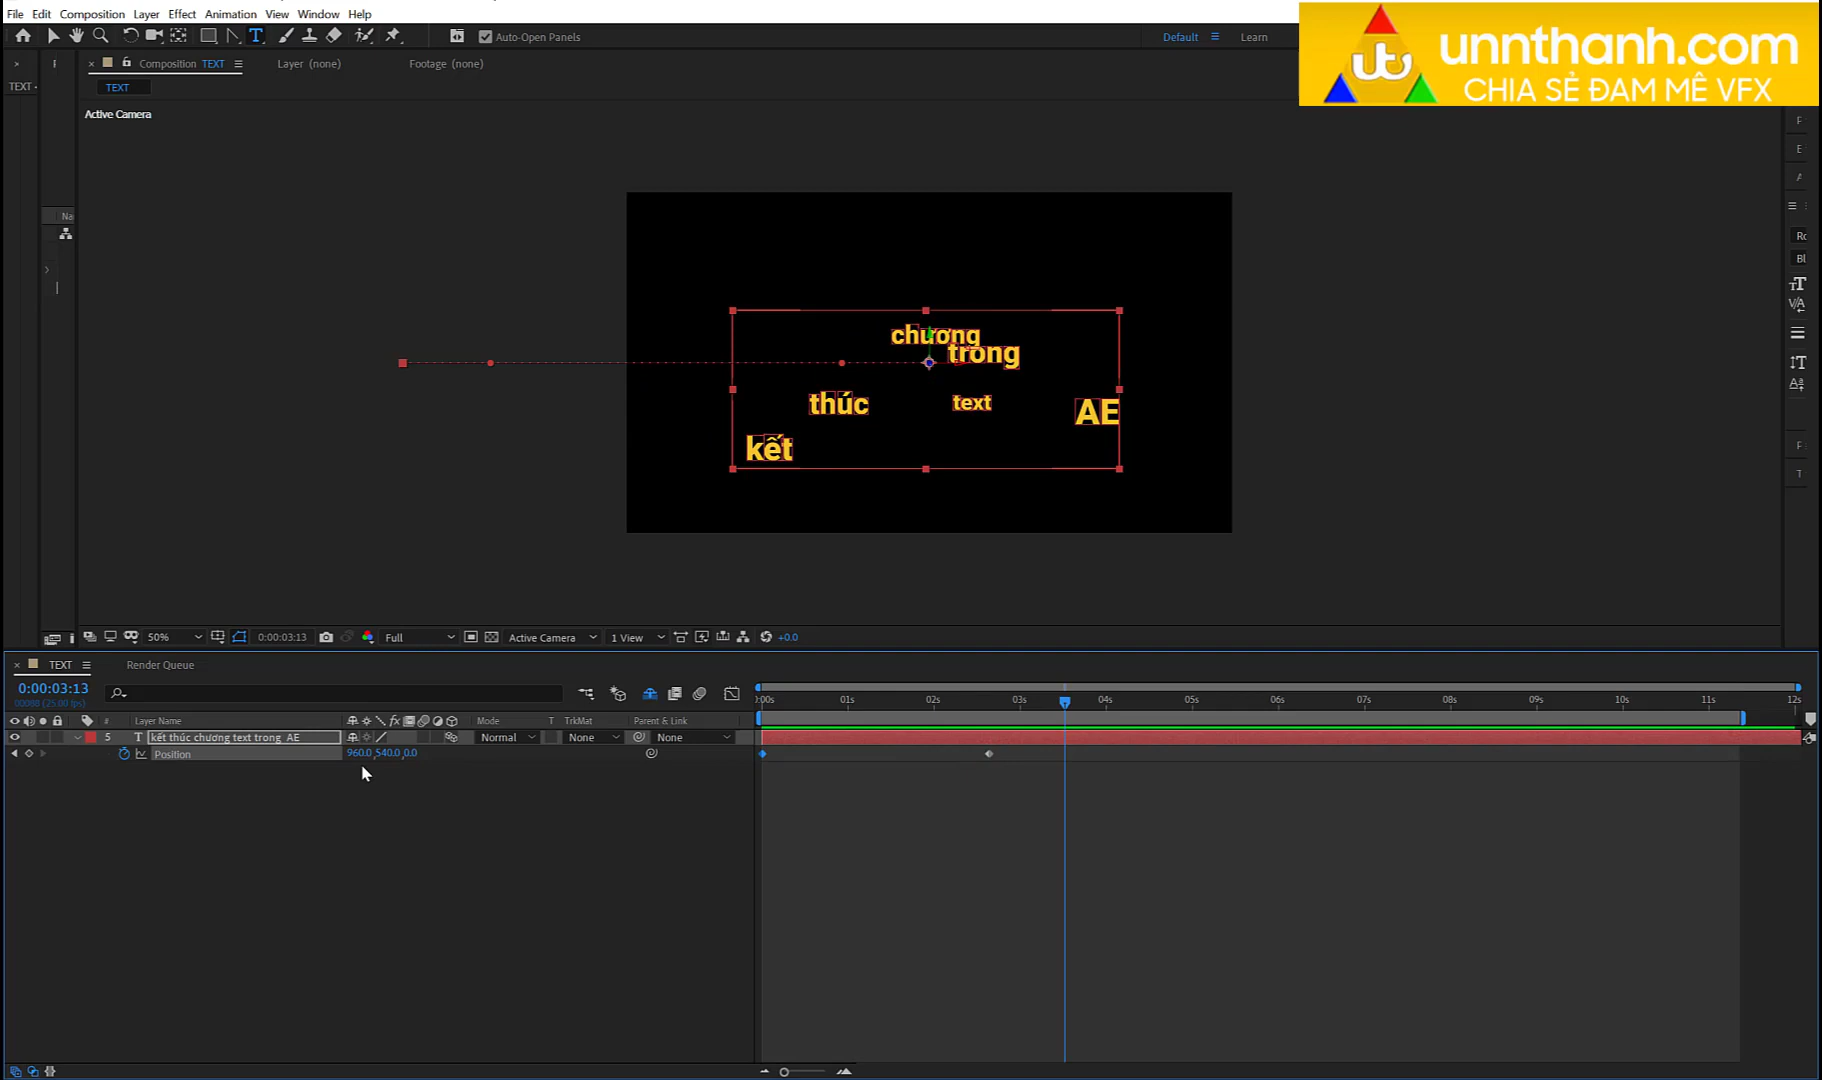 File Edit Composition Layer Effect Animation View Window Help
Auto-Open Panels
Default
Learn
unnthanh.com
CHIA SẺ ĐAM MÊ VFX
Composition TEXT
Layer (none)
Footage (none)
TEXT
TEXT
Active Camera
Na
chương
trong
thúc
text
AE
kết
50%
0:00:03:13
Full
Active Camera
1 View
+0.0
TEXT
Render Queue
0:00:03:13
00088 (25.00 fps)
:00s 01s 02s 03s 04s 05s 06s 07s 08s 09s 10s 11s 12s
# Layer Name Mode T TrkMat Parent & Link
5 T kết thúc chương text trong AE Normal None None
Position 960.0,540.0,0.0